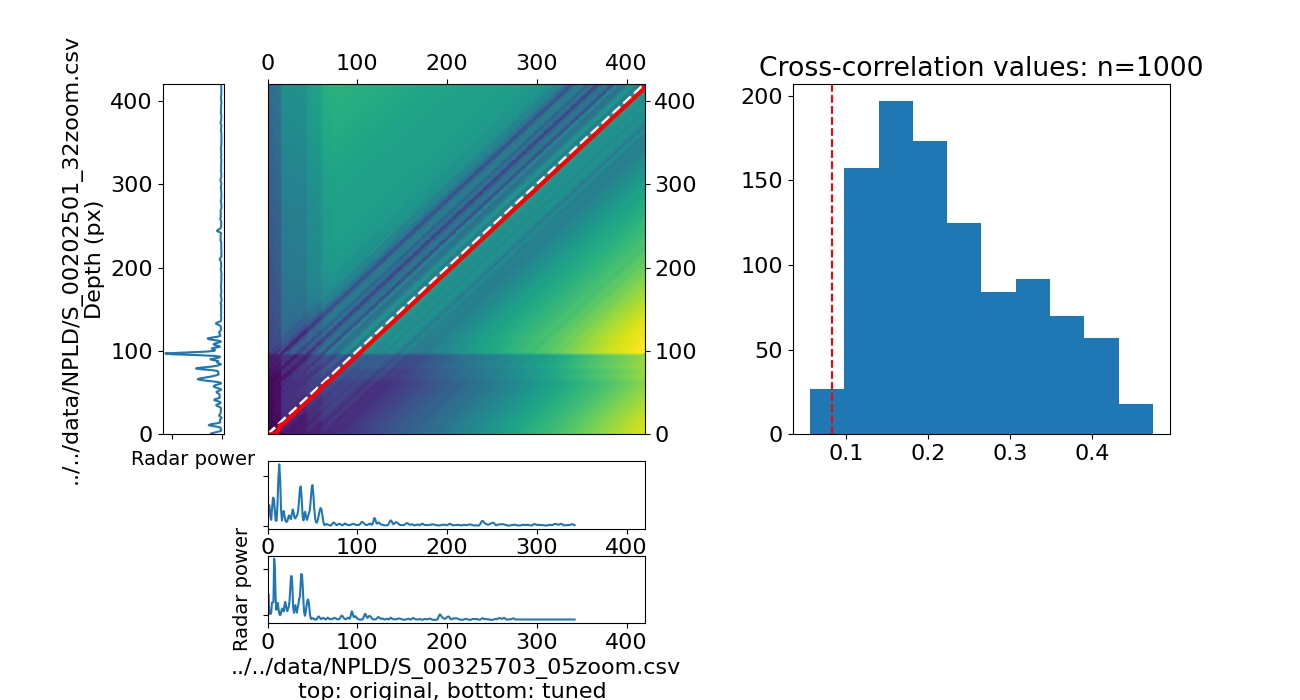 0 100 200 300 400
../../data/NPLD/S_00202501_32zoom.csv
Depth (px)
400
300
200
100
0
Radar power
400
300
200
100
0
0 100 200 300 400
Radar power
0 100 200 300 400
../../data/NPLD/S_00325703_05zoom.csv
top: original, bottom: tuned
Cross-correlation values: n=1000
200
150
100
50
0
0.1 0.2 0.3 0.4